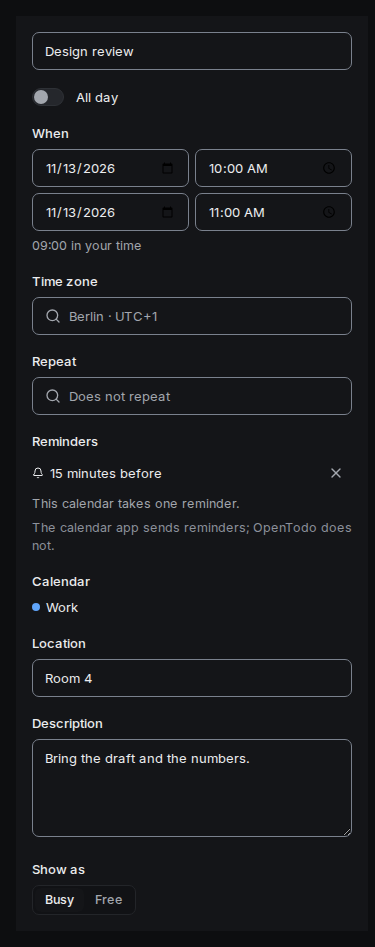 Design review
All day
When
11/13/2026 10:00 AM
11/13/2026 11:00 AM
09:00 in your time
Time zone
Berlin · UTC+1
Repeat
Does not repeat
Reminders
15 minutes before
This calendar takes one reminder.
The calendar app sends reminders; OpenTodo does
not.
Calendar
Work
Location
Room 4
Description
Bring the draft and the numbers.
Show as
Busy Free